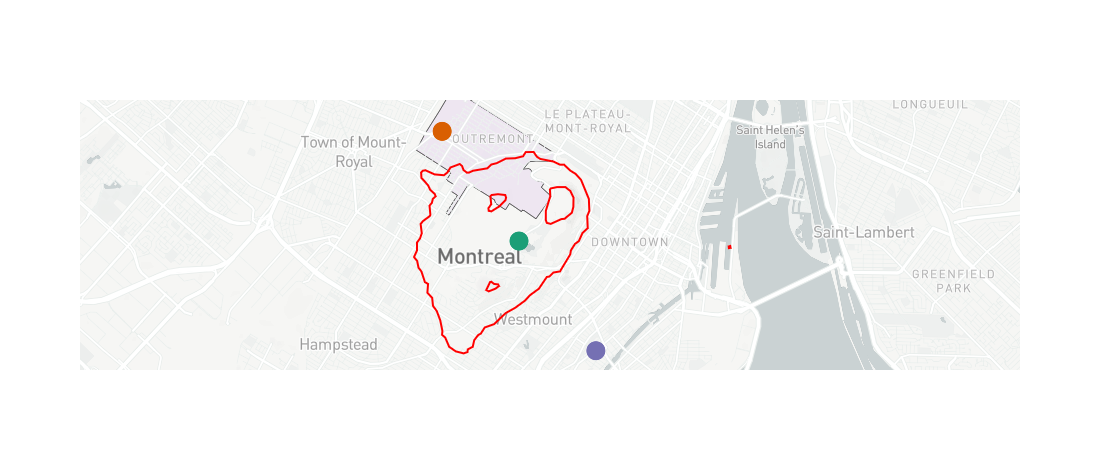 LONGUEUIL
LE PLATEAU-
MONT-ROYAL
Saint Helen's
Island
OUTREMONT
Town of Mount-
Royal
Saint-Lambert
DOWNTOWN
Montreal
GREENFIELD
PARK
Westmount
Hampstead